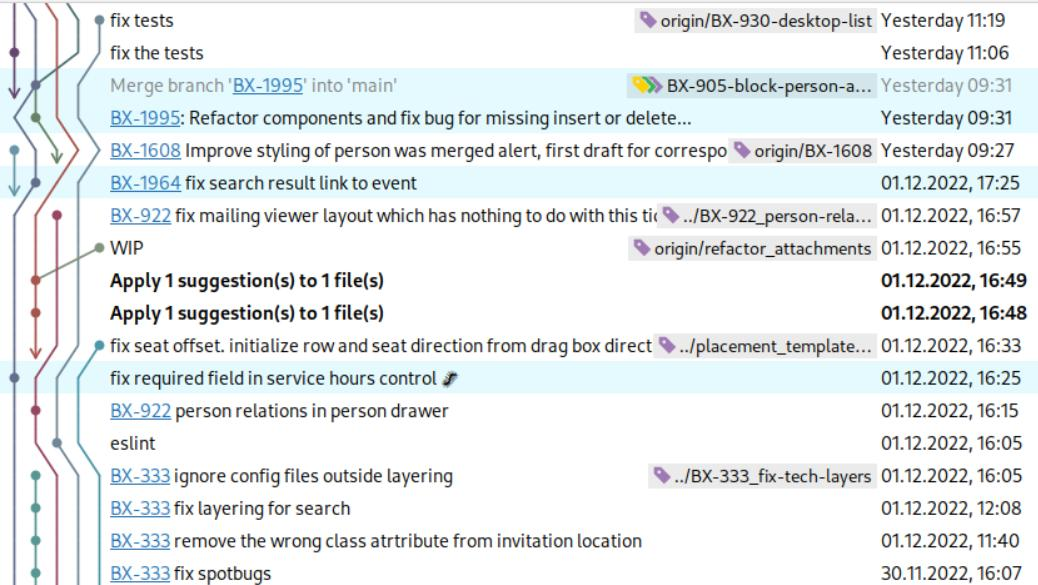 fix tests origin/BX-930-desktop-list Yesterday 11:19
fix the tests Yesterday 11:06
Merge branch 'BX-1995' into 'main' BX-905-block-person-a... Yesterday 09:31
BX-1995: Refactor components and fix bug for missing insert or delete... Yesterday 09:31
BX-1608 Improve styling of person was merged alert, first draft for correspo origin/BX-1608 Yesterday 09:27
BX-1964 fix search result link to event 01.12.2022, 17:25
BX-922 fix mailing viewer layout which has nothing to do with this tic ../BX-922_person-rela... 01.12.2022, 16:57
WIP origin/refactor_attachments 01.12.2022, 16:55
Apply 1 suggestion(s) to 1 file(s) 01.12.2022, 16:49
Apply 1 suggestion(s) to 1 file(s) 01.12.2022, 16:48
fix seat offset. initialize row and seat direction from drag box direct ../placement_template... 01.12.2022, 16:33
fix required field in service hours control 01.12.2022, 16:25
BX-922 person relations in person drawer 01.12.2022, 16:15
eslint 01.12.2022, 16:05
BX-333 ignore config files outside layering ../BX-333_fix-tech-layers 01.12.2022, 16:05
BX-333 fix layering for search 01.12.2022, 12:08
BX-333 remove the wrong class atrtribute from invitation location 01.12.2022, 11:40
BX-333 fix spotbugs 30.11.2022, 16:07